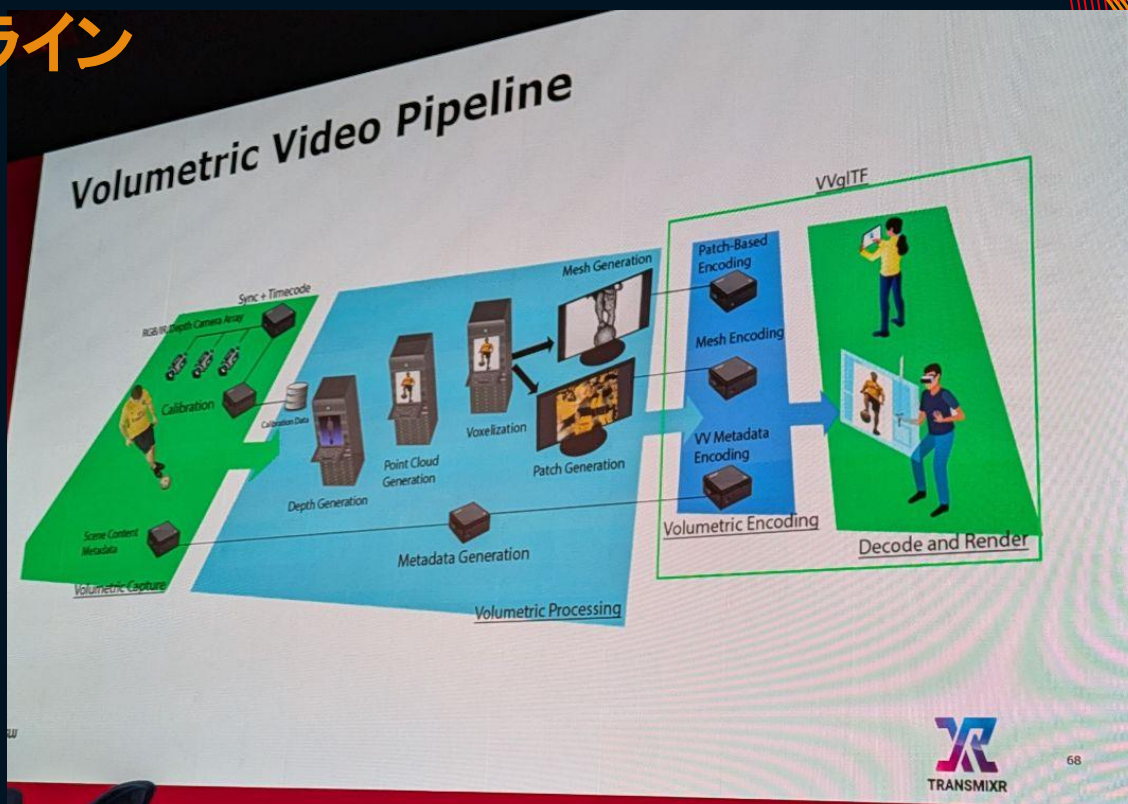 ライン
Volumetric Video Pipeline
VVglTF
Sync + Timecode
RGB/IR Depth Camera Array
Calibration
Calibration Data
Scene Content
Metadata
Volumetric Capture
Depth Generation
Point Cloud
Generation
Voxelization
Mesh Generation
Patch Generation
Metadata Generation
Volumetric Processing
Patch-Based
Encoding
Mesh Encoding
VV Metadata
Encoding
Volumetric Encoding
Decode and Render
TRANSMIXR
68